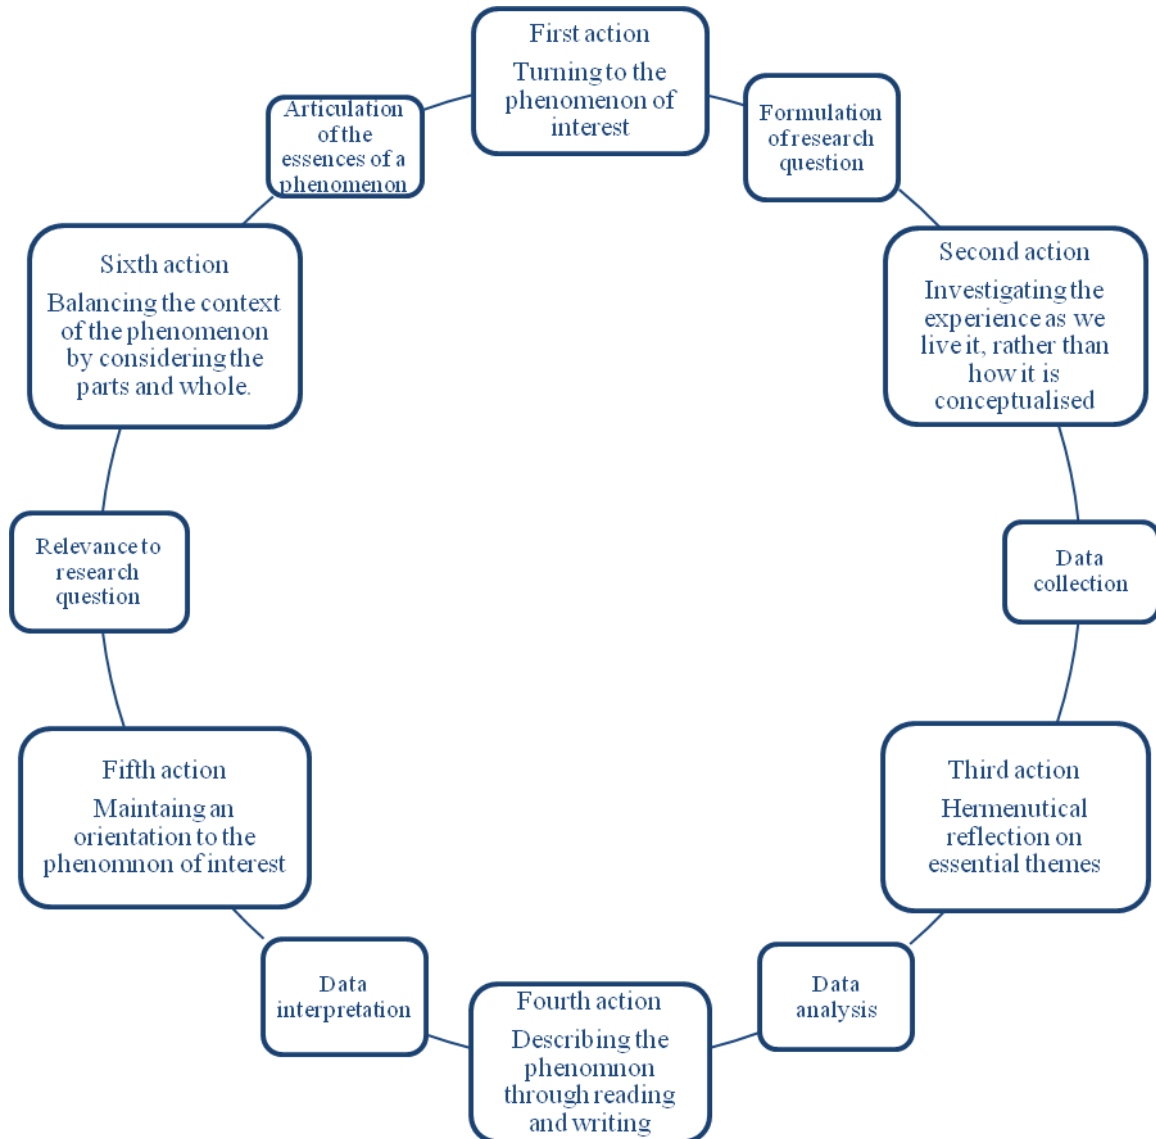 First action
Turning to the
phenomenon of
interest
Formulation
of research
question
Second action
Investigating the
experience as we
live it, rather than
how it is
conceptualised
Data
collection
Third action
Hermenutical
reflection on
essential themes
Data
analysis
Fourth action
Describing the
phenomnon
through reading
and writing
Data
interpretation
Fifth action
Maintaing an
orientation to the
phenomnon of interest
Relevance to
research
question
Sixth action
Balancing the context
of the phenomenon
by considering the
parts and whole.
Articulation
of the
essences of a
phenomenon